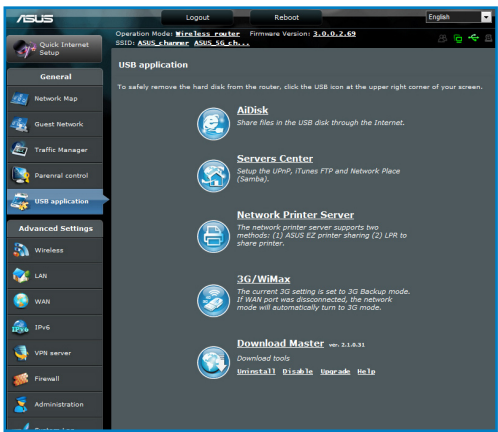 ASUS
Logout
Reboot
English
Quick Internet
Setup
Operation Mode: Wireless router Firmware Version: 3.0.0.2.69
SSID: ASUS_channer ASUS_5G_ch...
General
Network Map
Guest Network
Traffic Manager
Parenral control
USB application
Advanced Settings
Wireless
LAN
WAN
IPv6
VPN server
Firewall
Administration
System Log
USB application
To safely remove the hard disk from the router, click the USB icon at the upper right corner of your screen.
AiDisk
Share files in the USB disk through the Internet.
Servers Center
Setup the UPnP, iTunes FTP and Network Place
(Samba).
Network Printer Server
The network printer server supports two
methods: (1) ASUS EZ printer sharing (2) LPR to
share printer.
3G/WiMax
The current 3G setting is set to 3G Backup mode.
If WAN port was dissconnected, the network
mode will automatically turn to 3G mode.
Download Master ver. 2.1.0.31
Download tools
Uninstall Disable Upgrade Help